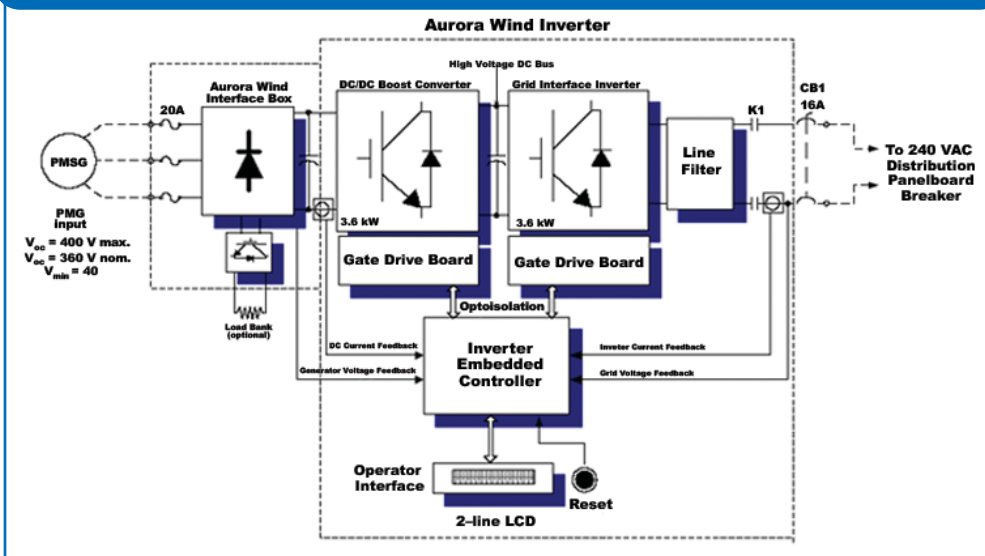 Aurora Wind Inverter
High Voltage DC Bus
Aurora Wind
Interface Box
DC/DC Boost Converter
Grid Interface Inverter
CB1
16A
20A
K1
PMSG
Line
Filter
To 240 VAC
Distribution
Panelboard
Breaker
PMG
Input
Voc = 400 V max.
Voc = 360 V nom.
Vmin = 40
3.6 kW
3.6 kW
Gate Drive Board
Gate Drive Board
Load Bank
(optional)
Optoisolation
Inverter
Embedded
Controller
DC Current Feedback
Inveter Current Feedback
Generator Voltage Feedback
Grid Voltage Feedback
Operator
Interface
Reset
2–line LCD